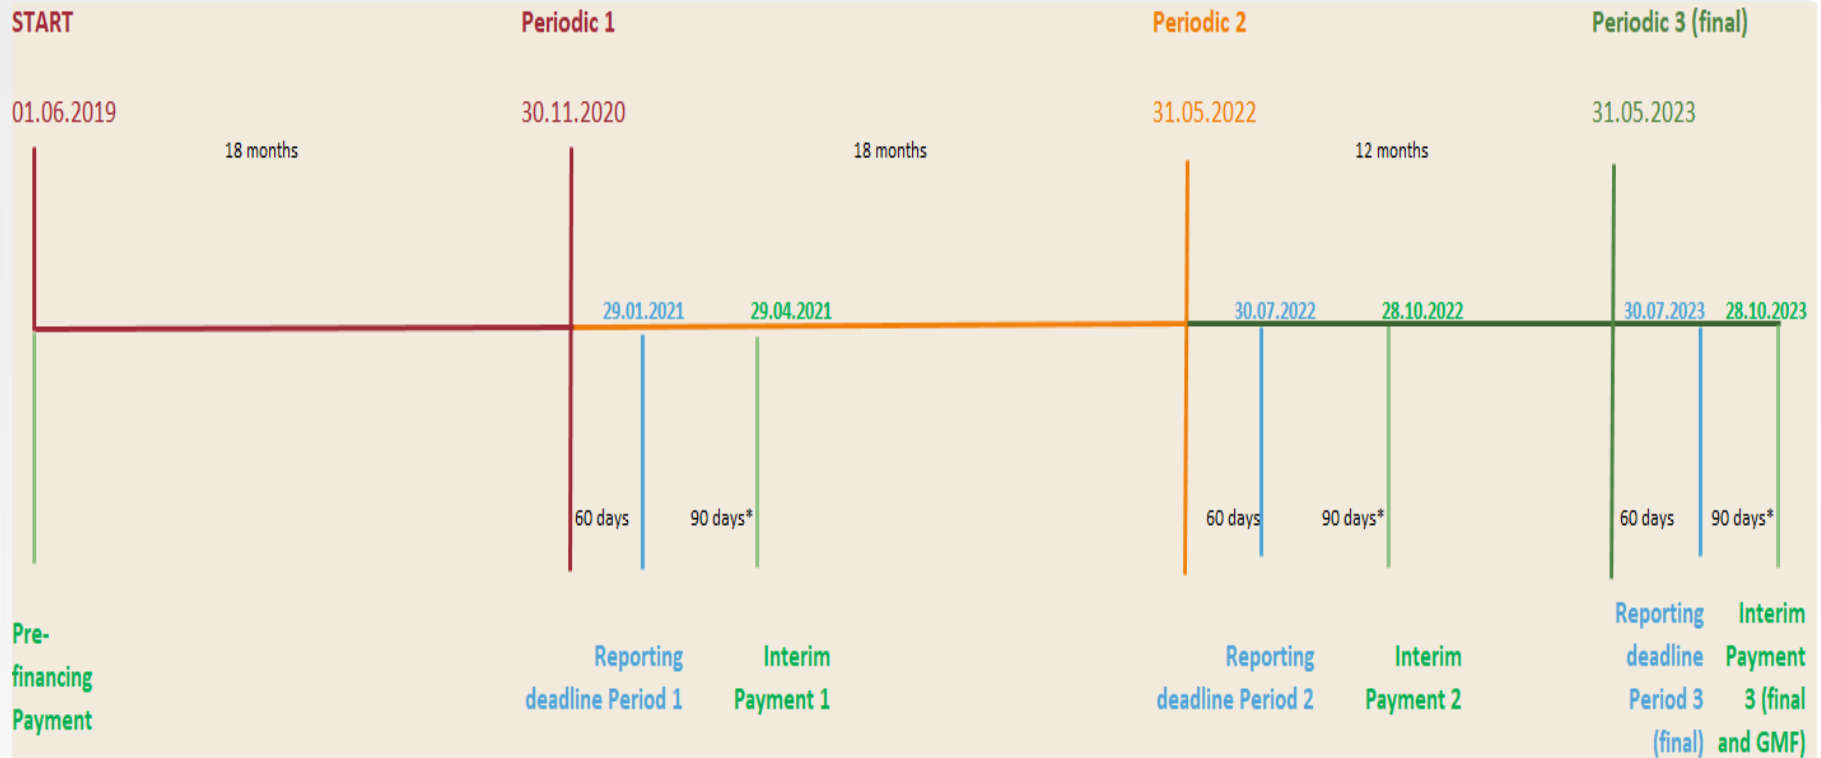 START
Periodic 1
Periodic 2
Periodic 3 (final)
01.06.2019
30.11.2020
31.05.2022
31.05.2023
18 months
18 months
12 months
29.01.2021
29.04.2021
30.07.2022
28.10.2022
30.07.2023
28.10.2023
60 days
90 days*
60 days
90 days*
60 days
90 days*
Pre-
financing
Payment
Reporting
deadline Period 1
Interim
Payment 1
Reporting
deadline Period 2
Interim
Payment 2
Reporting
deadline
Period 3
(final)
Interim
Payment
3 (final
and GMF)